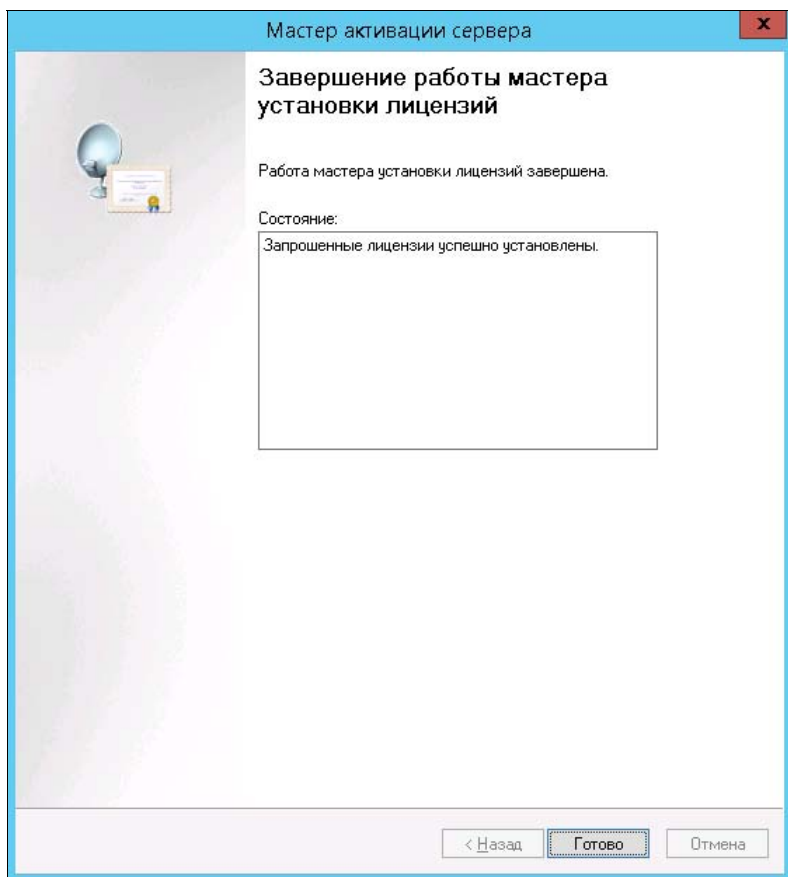 Мастер активации сервера
x
Завершение работы мастера
установки лицензий
Работа мастера установки лицензий завершена.
Состояние:
Запрошенные лицензии успешно установлены.
< Назад Готово Отмена